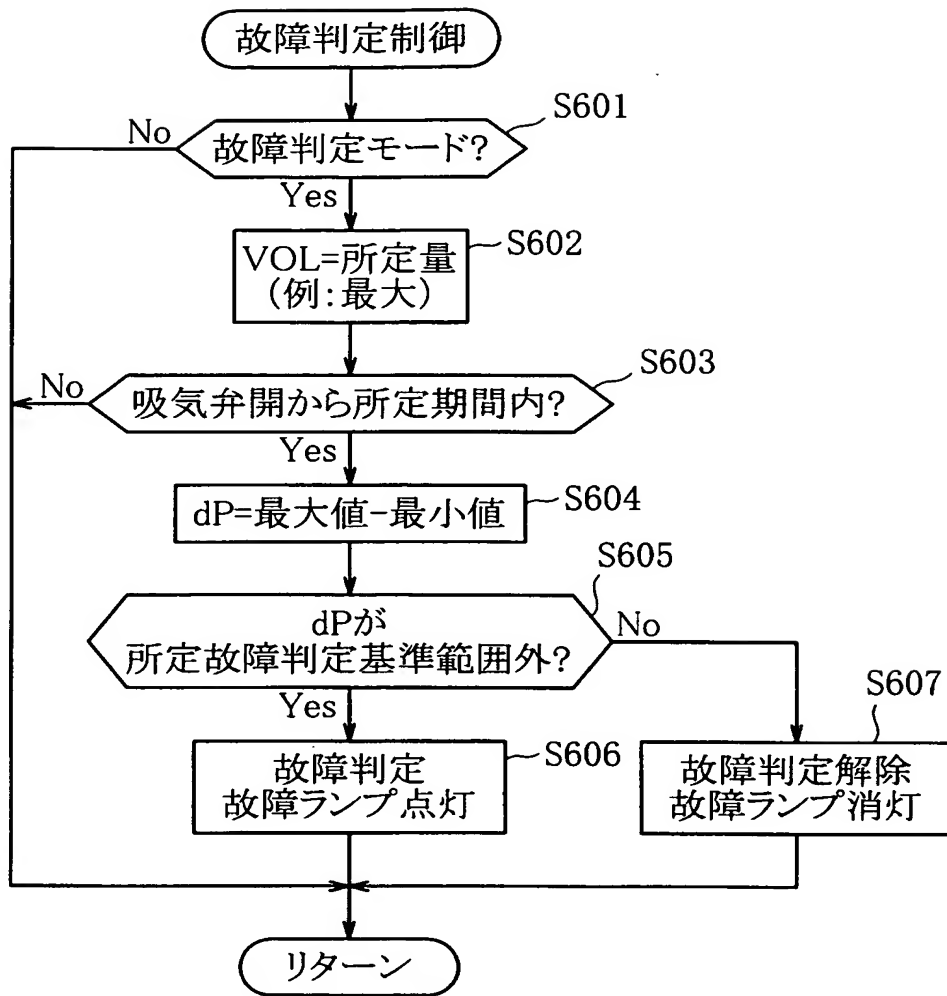 故障判定制御
S601
No
故障判定モード?
Yes
S602
VOL=所定量
(例:最大)
S603
No
吸気弁開から所定期間内?
Yes
S604
dP=最大値-最小値
S605
dPが
所定故障判定基準範囲外?
No
Yes
S606
故障判定
故障ランプ点灯
S607
故障判定解除
故障ランプ消灯
リターン